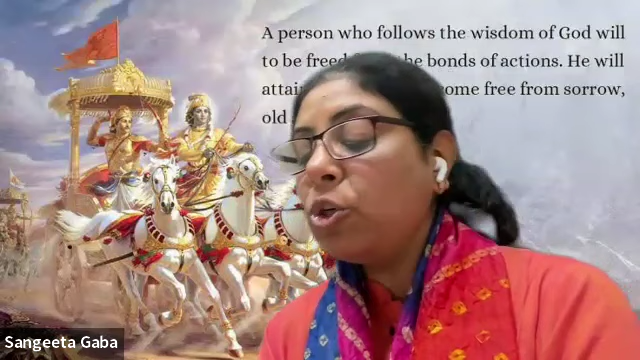 A person who follows the wisdom of God will
to be freed he bonds of actions. He will
attai come free from sorrow,
old
Sangeeta Gaba